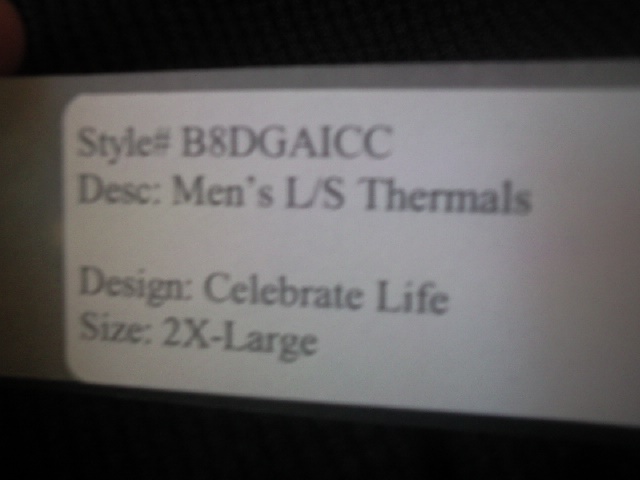 Style# B8DGAICC
Desc: Men's L/S Thermals
Design: Celebrate Life
Size: 2X-Large